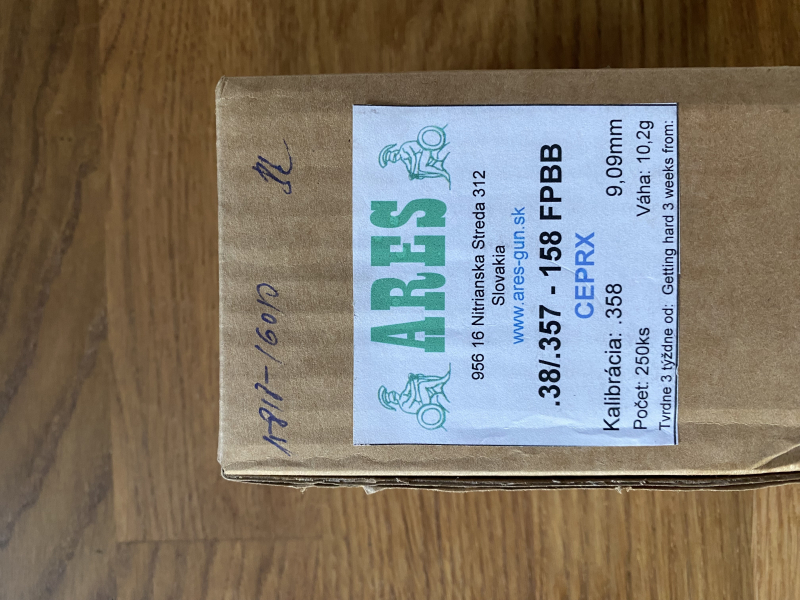 ARES
956 16 Nitrianska Streda 312
Slovakia
www.ares-gun.sk
.38/.357 - 158 FPBB
CEPRX
Kalibrácia: .358 9,09mm
Počet: 250ks Váha: 10,2g
Tvrdne 3 týždne od: Getting hard 3 weeks from: